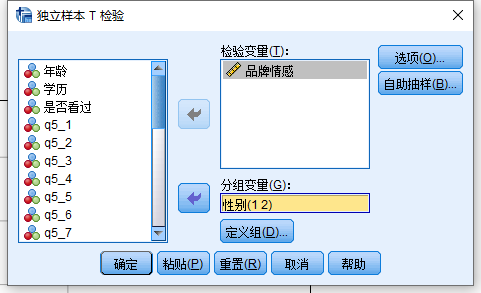 独立样本 T 检验
年龄
学历
是否看过
q5_1
q5_2
q5_3
q5_4
q5_5
q5_6
q5_7
检验变量(T):
品牌情感
分组变量(G):
性别(1 2)
定义组(D)...
选项(O)...
自助抽样(B)...
确定
粘贴(P)
重置(R)
取消
帮助